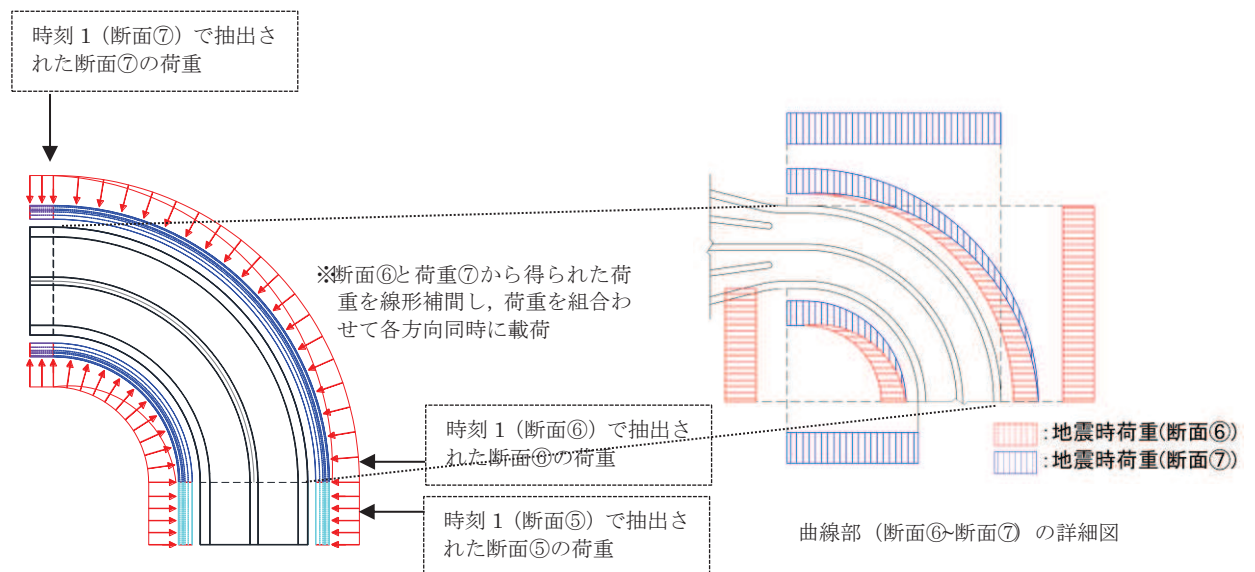 時刻 1（断面⑦）で抽出さ
れた断面⑦の荷重
※断面⑥と荷重⑦から得られた荷
重を線形補間し，荷重を組合わ
せて各方向同時に載荷
時刻 1（断面⑥）で抽出さ
れた断面⑥の荷重
時刻 1（断面⑤）で抽出さ
れた断面⑤の荷重
:地震時荷重(断面⑥)
:地震時荷重(断面⑦)
曲線部（断面⑥~断面⑦）の詳細図